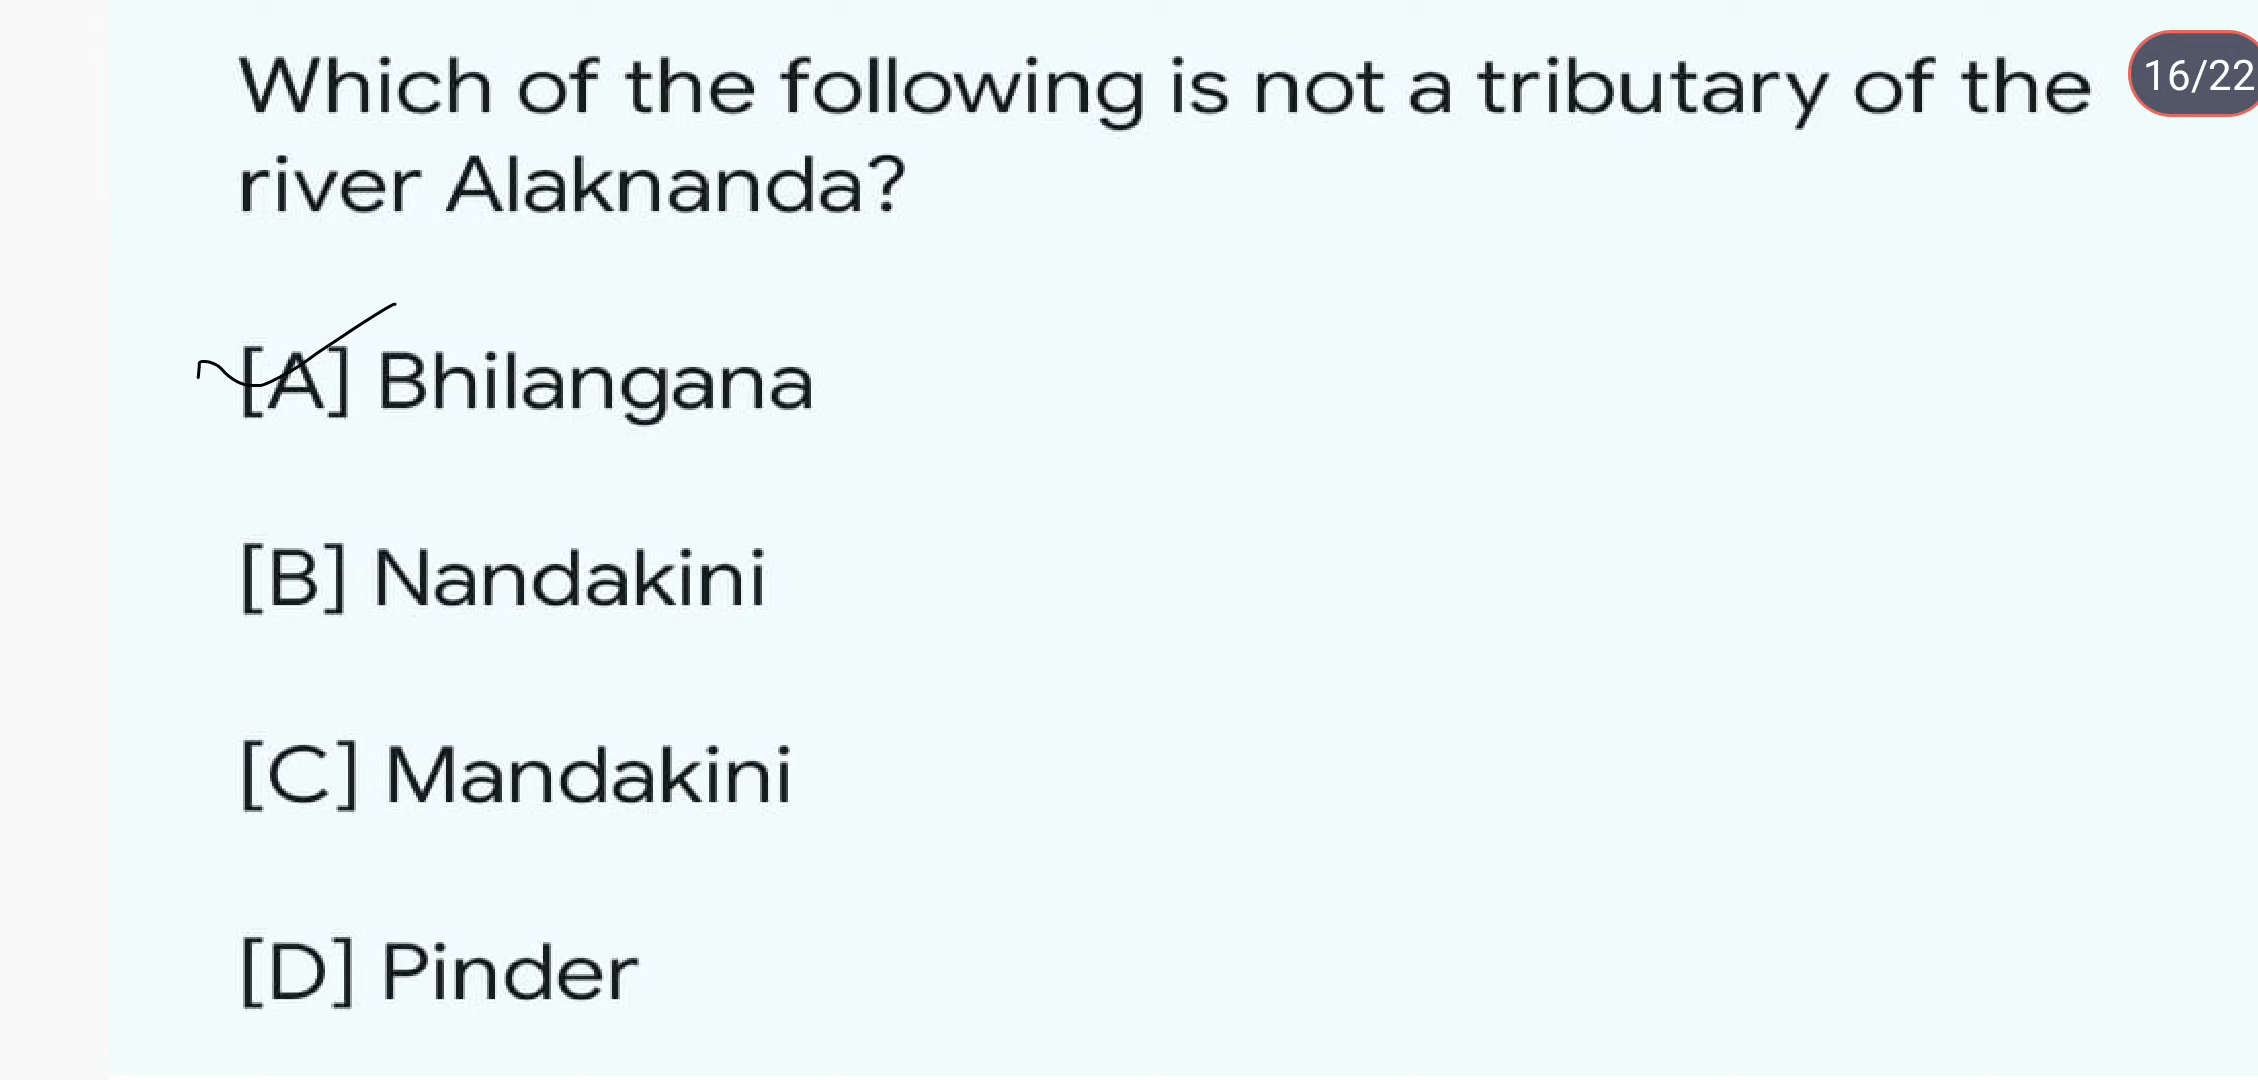 Which of the following is not a tributary of the
16/22
river Alaknanda?
[A] Bhilangana
[B] Nandakini
[C] Mandakini
[D] Pinder